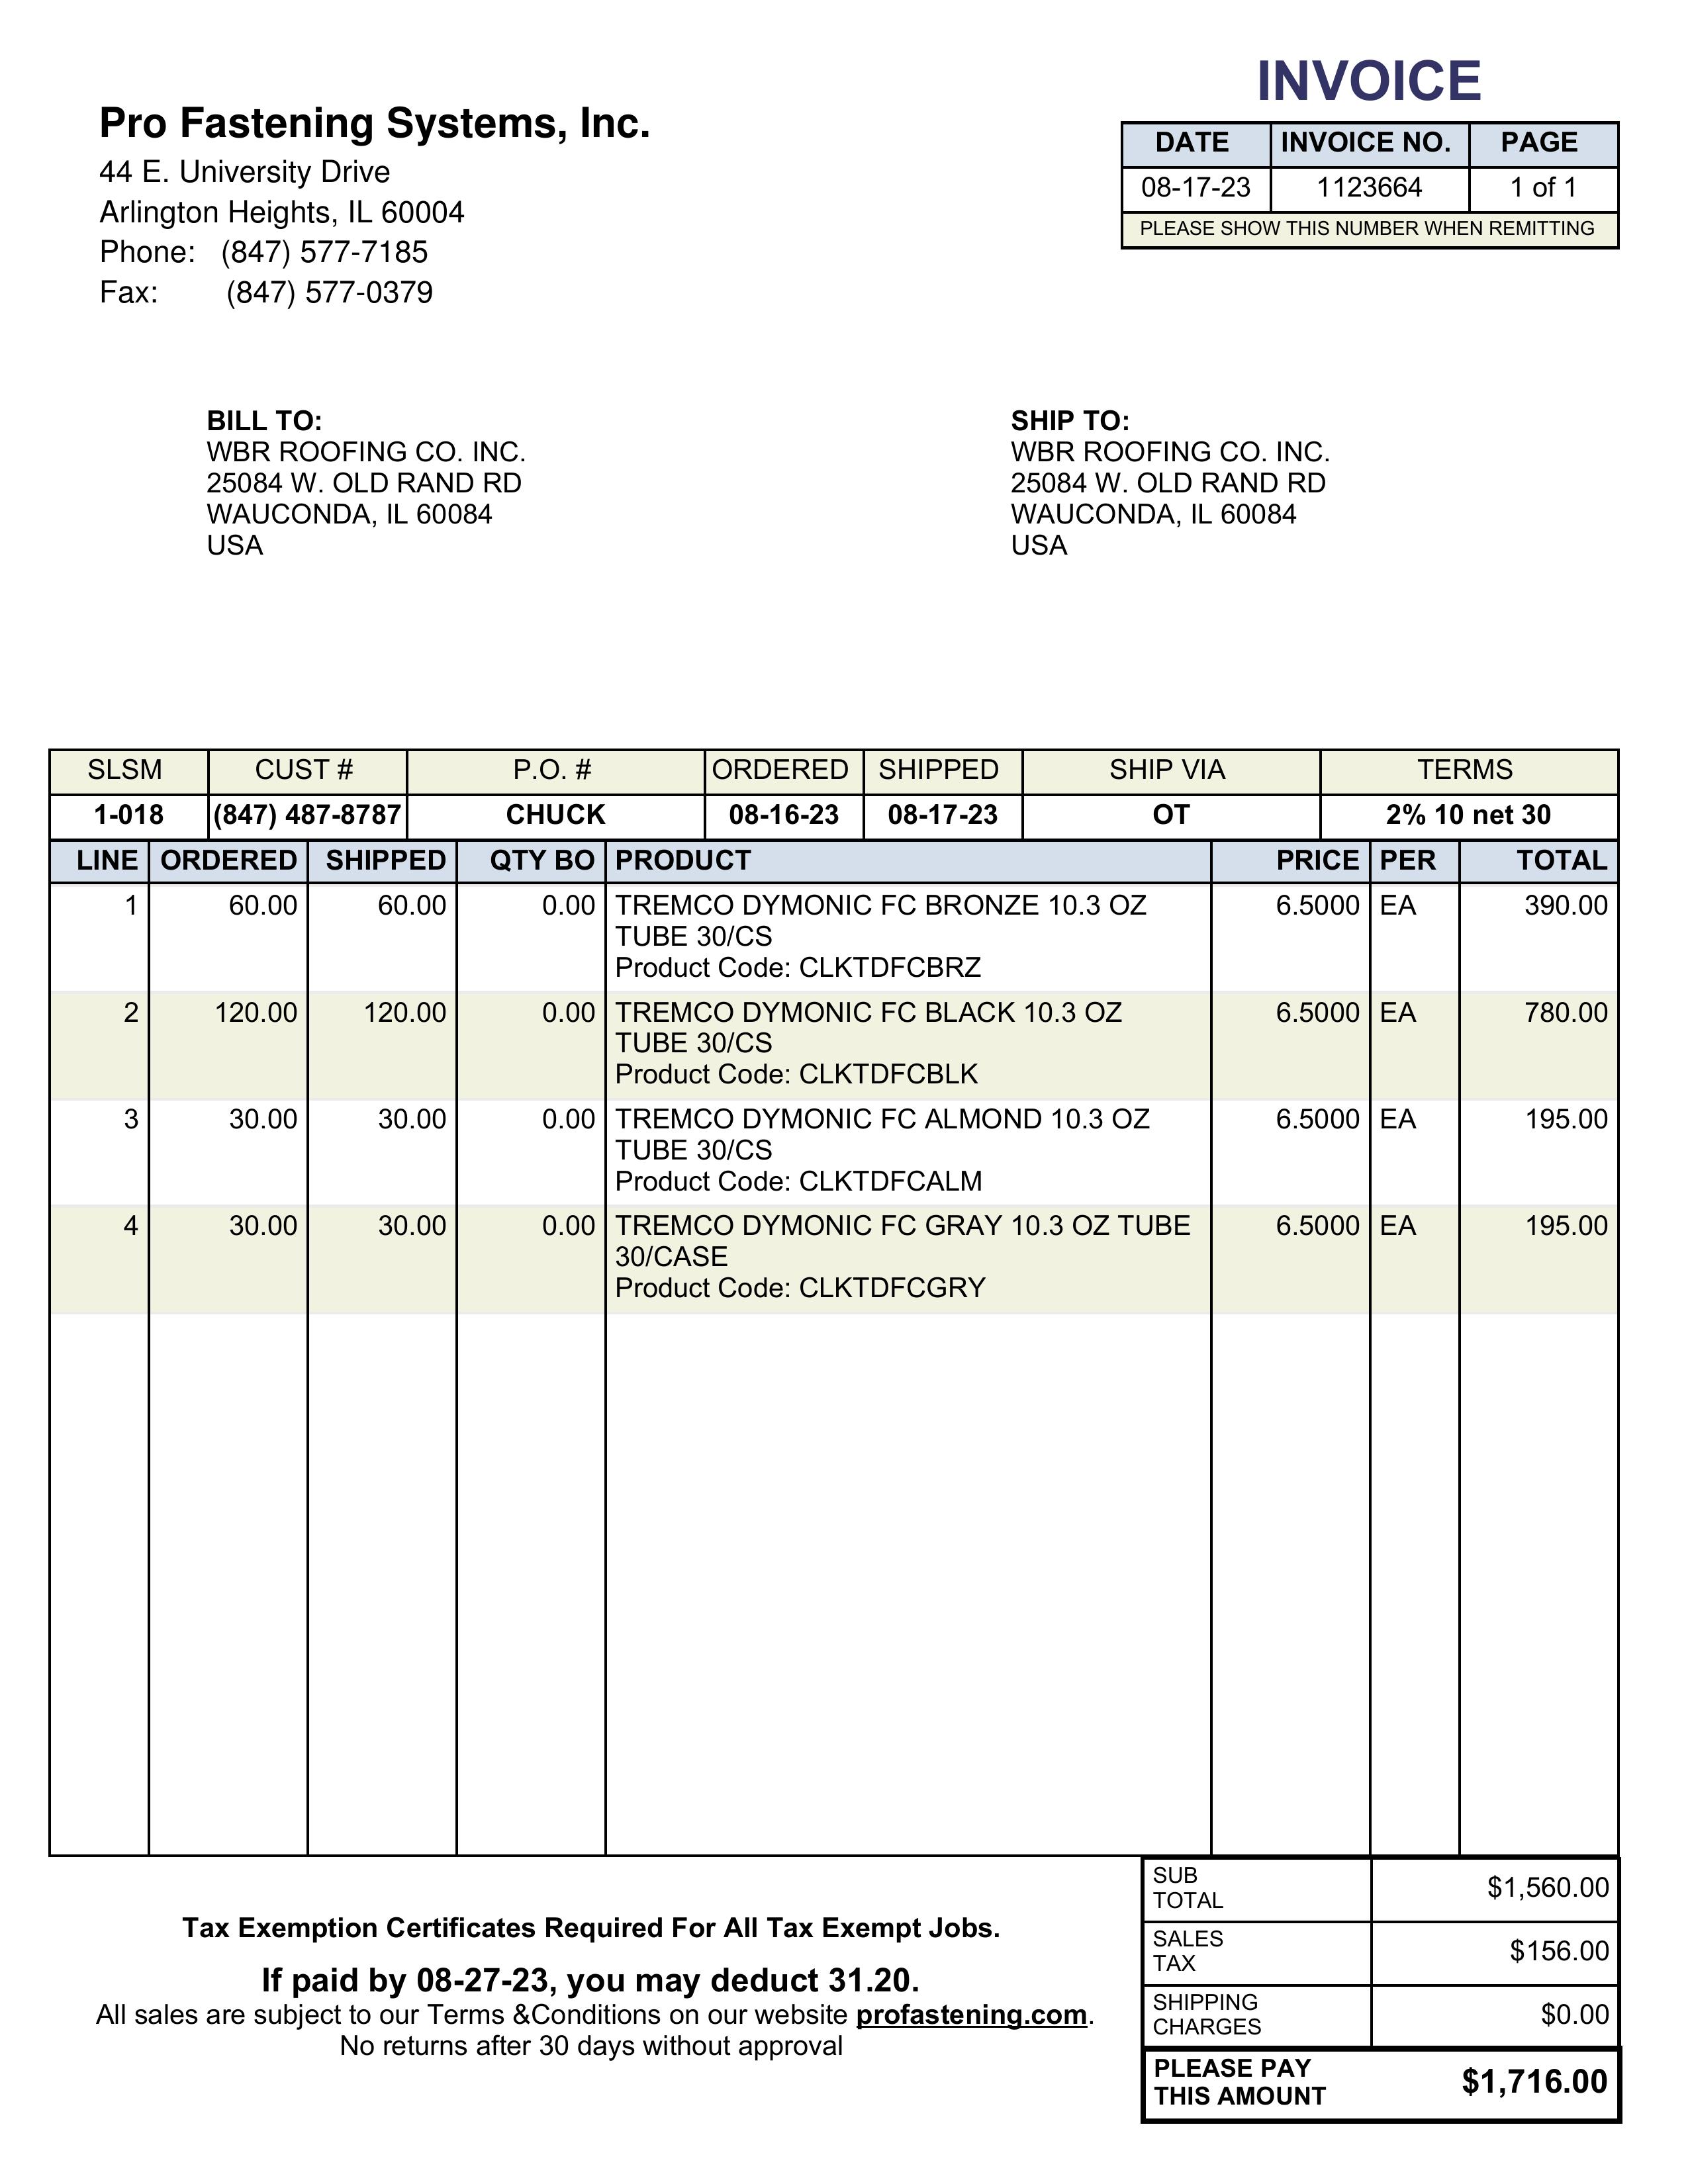 INVOICE
Pro Fastening Systems, Inc.
44 E. University Drive
Arlington Heights, IL 60004
Phone: (847) 577-7185
Fax: (847) 577-0379
DATE INVOICE NO. PAGE
08-17-23 1123664 1 of 1
PLEASE SHOW THIS NUMBER WHEN REMITTING
BILL TO:
WBR ROOFING CO. INC.
25084 W. OLD RAND RD
WAUCONDA, IL 60084
USA
SHIP TO:
WBR ROOFING CO. INC.
25084 W. OLD RAND RD
WAUCONDA, IL 60084
USA
SLSM CUST # P.O. # ORDERED SHIPPED SHIP VIA TERMS
1-018 (847) 487-8787 CHUCK 08-16-23 08-17-23 OT 2% 10 net 30
LINE ORDERED SHIPPED QTY BO PRODUCT PRICE PER TOTAL
1 60.00 60.00 0.00 TREMCO DYMONIC FC BRONZE 10.3 OZ 6.5000 EA 390.00
TUBE 30/CS
Product Code: CLKTDFCBRZ
2 120.00 120.00 0.00 TREMCO DYMONIC FC BLACK 10.3 OZ 6.5000 EA 780.00
TUBE 30/CS
Product Code: CLKTDFCBLK
3 30.00 30.00 0.00 TREMCO DYMONIC FC ALMOND 10.3 OZ 6.5000 EA 195.00
TUBE 30/CS
Product Code: CLKTDFCALM
4 30.00 30.00 0.00 TREMCO DYMONIC FC GRAY 10.3 OZ TUBE 6.5000 EA 195.00
30/CASE
Product Code: CLKTDFCGRY
Tax Exemption Certificates Required For All Tax Exempt Jobs.
If paid by 08-27-23, you may deduct 31.20.
All sales are subject to our Terms &Conditions on our website profastening.com.
No returns after 30 days without approval
SUB
TOTAL $1,560.00
SALES
TAX $156.00
SHIPPING
CHARGES $0.00
PLEASE PAY
THIS AMOUNT $1,716.00